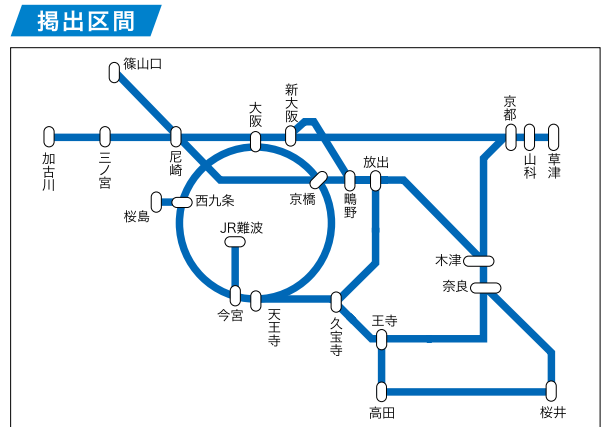 掲出区間
篠山口
新大阪
大阪
京都
加古川
三ノ宮
尼崎
山科
草津
放出
京橋
鴫野
西九条
桜島
JR難波
木津
奈良
今宮
天王寺
久宝寺
王寺
高田
桜井